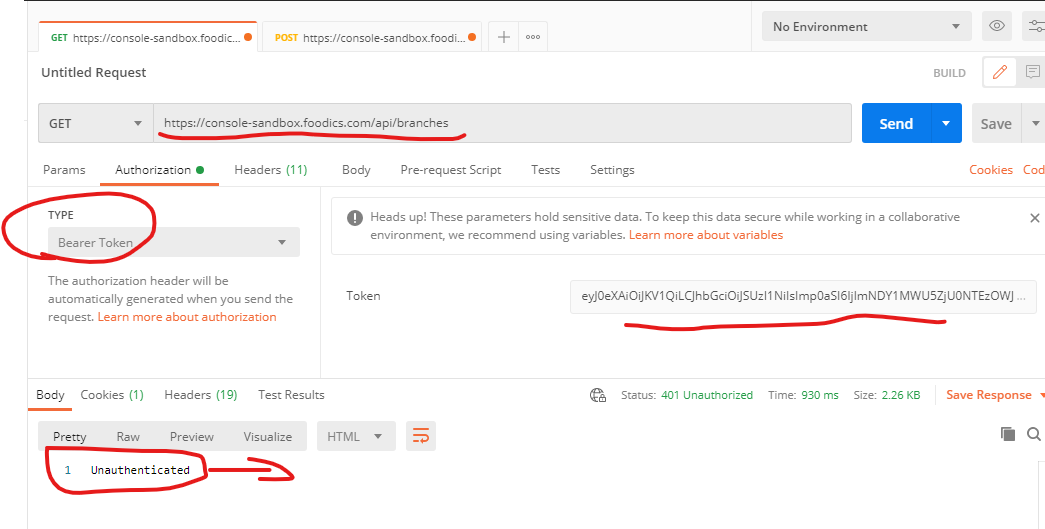 GET https://console-sandbox.foodic... POST https://console-sandbox.foodi... + ooo No Environment
Untitled Request BUILD
GET https://console-sandbox.foodics.com/api/branches Send Save
Params Authorization Headers (11) Body Pre-request Script Tests Settings Cookies Cod
TYPE
Bearer Token
The authorization header will be
automatically generated when you send the
request. Learn more about authorization
Heads up! These parameters hold sensitive data. To keep this data secure while working in a collaborative
environment, we recommend using variables. Learn more about variables
Token eyJ0eXAiOiJKV1QiLCJhbGciOiJSUzI1NiIsImp0aSI6IjImNDY1MWU5ZjU0NTEzOWJ ...
Body Cookies (1) Headers (19) Test Results Status: 401 Unauthorized Time: 930 ms Size: 2.26 KB Save Response
Pretty Raw Preview Visualize HTML
1 Unauthenticated